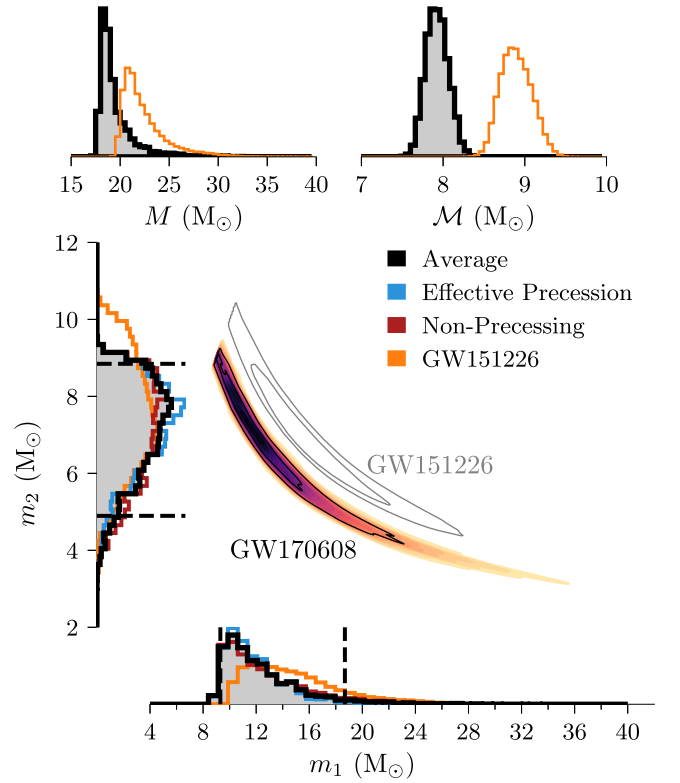 15 20 25 30 35 40
M (M⊙)
7 8 9 10
ℳ (M⊙)
12
10
8
6
4
2
m₂ (M⊙)
Average
Effective Precession
Non-Precessing
GW151226
GW151226
GW170608
4 8 12 16 20 24 28 32 36 40
m₁ (M⊙)